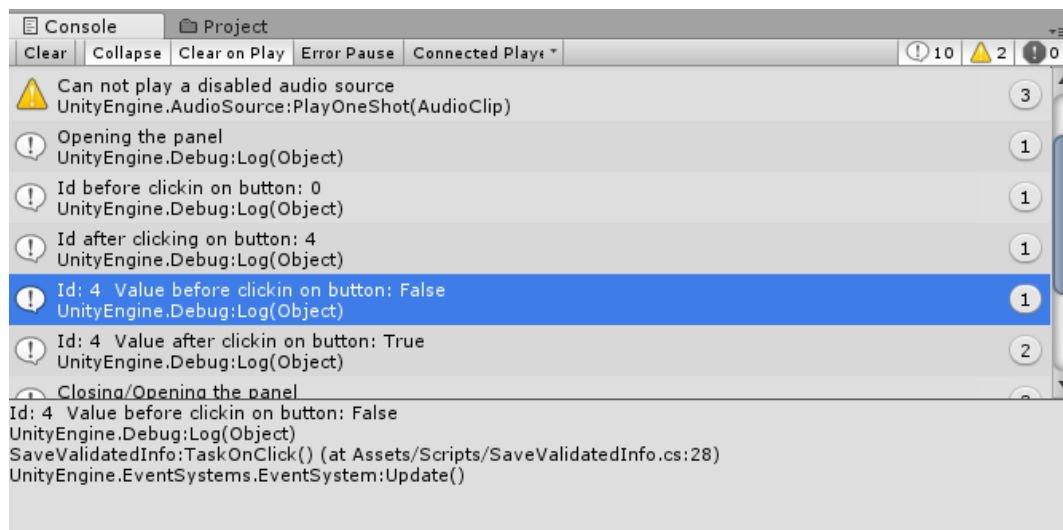 Console Project
Clear Collapse Clear on Play Error Pause Connected Playe 10 2 0
Can not play a disabled audio source
UnityEngine.AudioSource:PlayOneShot(AudioClip) 3
Opening the panel
UnityEngine.Debug:Log(Object) 1
Id before clickin on button: 0
UnityEngine.Debug:Log(Object) 1
Id after clicking on button: 4
UnityEngine.Debug:Log(Object) 1
Id: 4 Value before clickin on button: False
UnityEngine.Debug:Log(Object) 1
Id: 4 Value after clickin on button: True
UnityEngine.Debug:Log(Object) 2
Closing/Opening the panel
Id: 4 Value before clickin on button: False
UnityEngine.Debug:Log(Object)
SaveValidatedInfo:TaskOnClick() (at Assets/Scripts/SaveValidatedInfo.cs:28)
UnityEngine.EventSystems.EventSystem:Update()